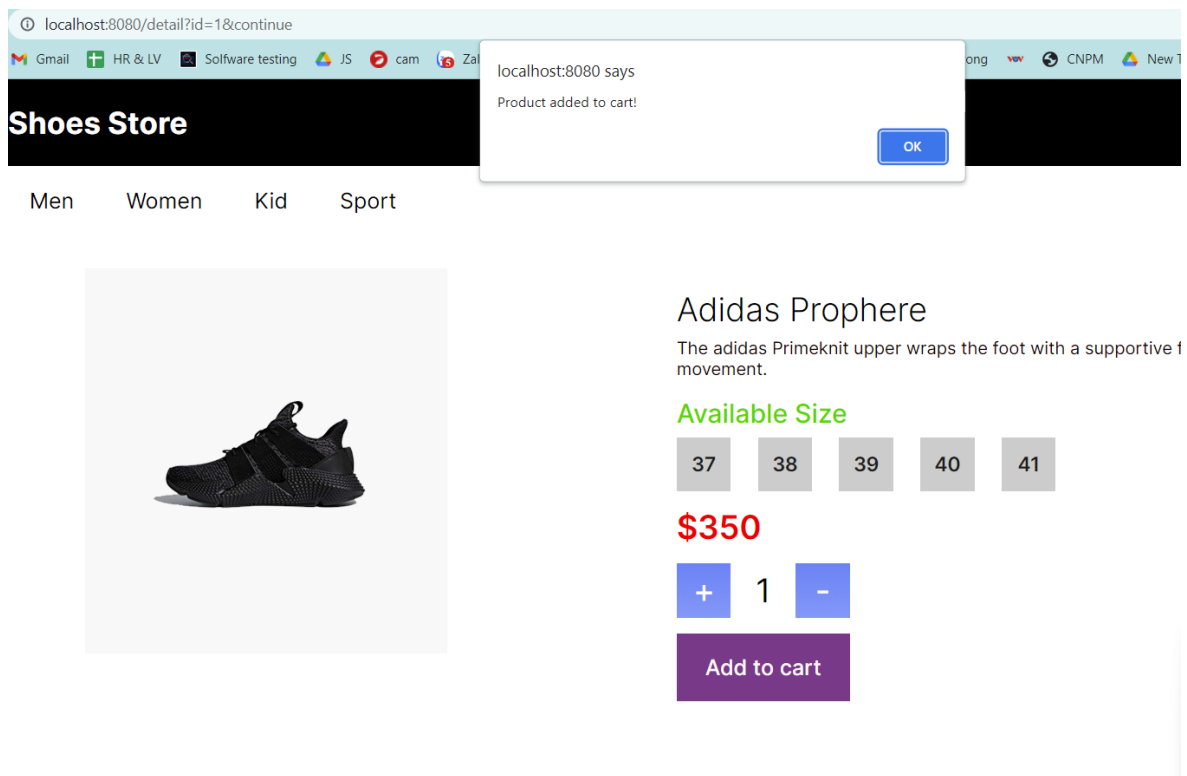 localhost:8080/detail?id=1&continue
Gmail HR & LV Solfware testing JS cam Zal ong CNPM New T
localhost:8080 says
Product added to cart!
OK
Shoes Store
Men Women Kid Sport
Adidas Prophere
The adidas Primeknit upper wraps the foot with a supportive f
movement.
Available Size
37 38 39 40 41
$350
+ 1 -
Add to cart